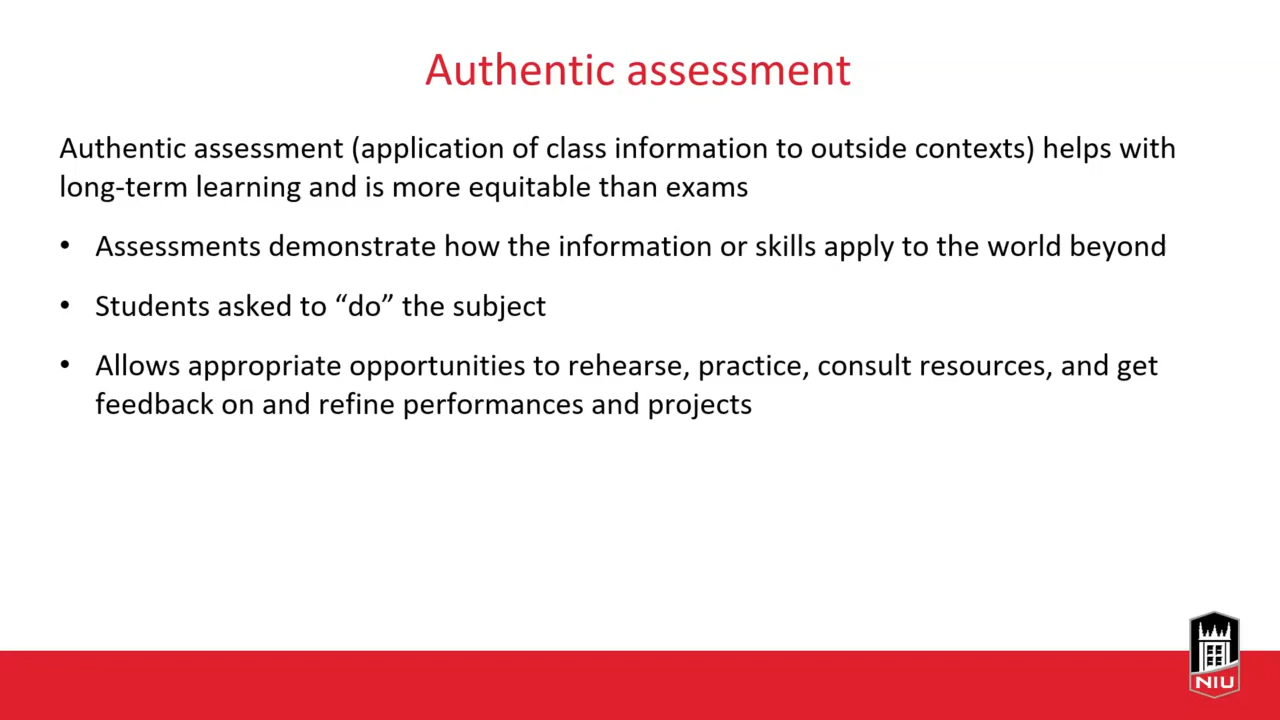 Authentic assessment
Authentic assessment (application of class information to outside contexts) helps with
long-term learning and is more equitable than exams
• Assessments demonstrate how the information or skills apply to the world beyond
• Students asked to “do” the subject
• Allows appropriate opportunities to rehearse, practice, consult resources, and get
feedback on and refine performances and projects
NIU